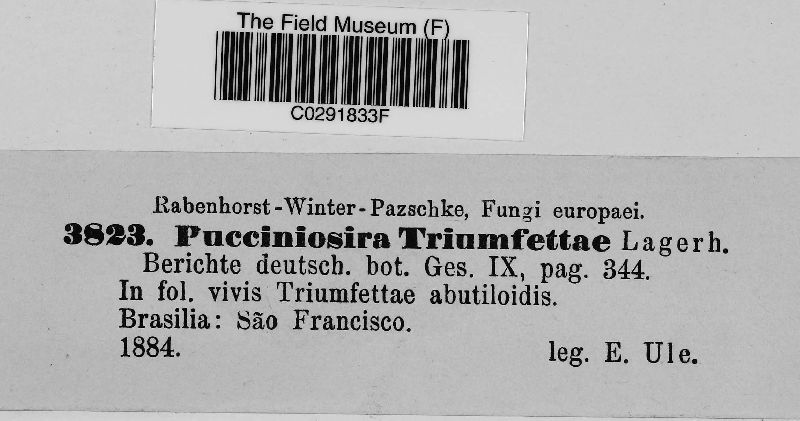 The Field Museum (F)
C0291833F
Rabenhorst-Winter-Pazschke, Fungi europaei.
3823. Pucciniosira Triumfettae Lagerh.
Berichte deutsch. bot. Ges. IX, pag. 344.
In fol. vivis Triumfettae abutiloidis.
Brasilia: São Francisco.
1884. leg. E. Ule.